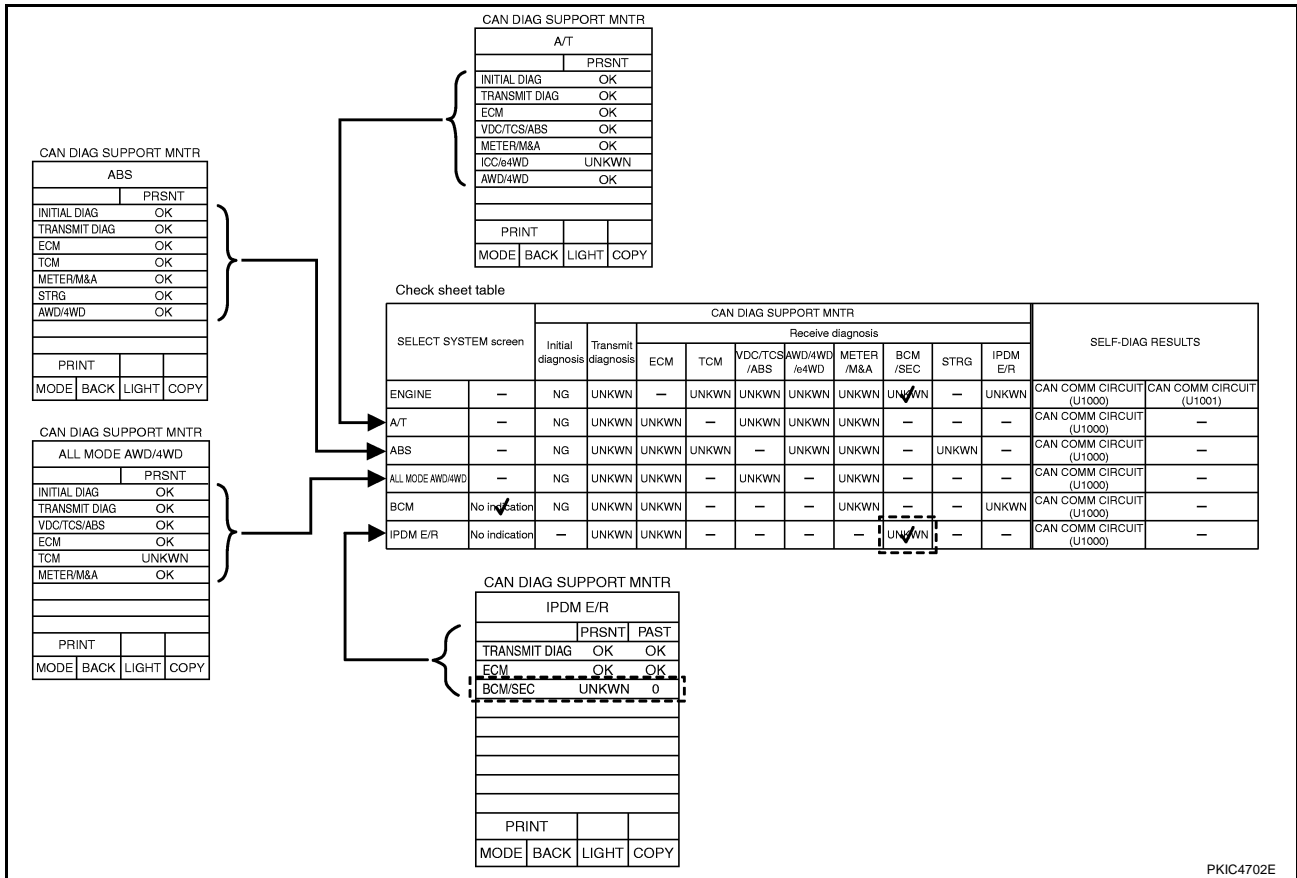 CAN DIAG SUPPORT MNTR
A/T
PRSNT
INITIAL DIAG OK
TRANSMIT DIAG OK
ECM OK
VDC/TCS/ABS OK
METER/M&A OK
ICC/e4WD UNKWN
AWD/4WD OK
PRINT
MODE BACK LIGHT COPY
CAN DIAG SUPPORT MNTR
ABS
PRSNT
INITIAL DIAG OK
TRANSMIT DIAG OK
ECM OK
TCM OK
METER/M&A OK
STRG OK
AWD/4WD OK
PRINT
MODE BACK LIGHT COPY
CAN DIAG SUPPORT MNTR
ALL MODE AWD/4WD
PRSNT
INITIAL DIAG OK
TRANSMIT DIAG OK
VDC/TCS/ABS OK
ECM OK
TCM UNKWN
METER/M&A OK
PRINT
MODE BACK LIGHT COPY
Check sheet table
SELECT SYSTEM screen
CAN DIAG SUPPORT MNTR
SELF-DIAG RESULTS
Initial diagnosis
Transmit diagnosis
Receive diagnosis
ECM TCM VDC/TCS /ABS AWD/4WD /e4WD METER /M&A BCM /SEC STRG IPDM E/R
ENGINE — NG UNKWN — UNKWN UNKWN UNKWN UNKWN UNKWN — UNKWN CAN COMM CIRCUIT (U1000) CAN COMM CIRCUIT (U1001)
A/T — NG UNKWN UNKWN — UNKWN UNKWN UNKWN — — — CAN COMM CIRCUIT (U1000) —
ABS — NG UNKWN UNKWN UNKWN — UNKWN UNKWN — UNKWN — CAN COMM CIRCUIT (U1000) —
ALL MODE AWD/4WD — NG UNKWN UNKWN — UNKWN — UNKWN — — — CAN COMM CIRCUIT (U1000) —
BCM No indication NG UNKWN UNKWN — — — UNKWN — — UNKWN CAN COMM CIRCUIT (U1000) —
IPDM E/R No indication — UNKWN UNKWN — — — — UNKWN — — CAN COMM CIRCUIT (U1000) —
CAN DIAG SUPPORT MNTR
IPDM E/R
PRSNT PAST
TRANSMIT DIAG OK OK
ECM OK OK
BCM/SEC UNKWN 0
PRINT
MODE BACK LIGHT COPY
PKIC4702E